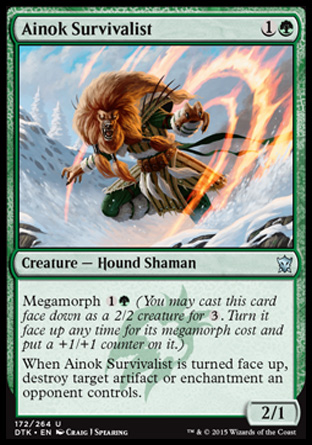 Ainok Survivalist 1
Creature — Hound Shaman
Megamorph 1 (You may cast this card
face down as a 2/2 creature for 3. Turn it
face up any time for its megamorph cost and
put a +1/+1 counter on it.)
When Ainok Survivalist is turned face up,
destroy target artifact or enchantment an
opponent controls.
2/1
172/264 U
DTK • EN CRAIG J SPEARING
™ & © 2015 Wizards of the Coast